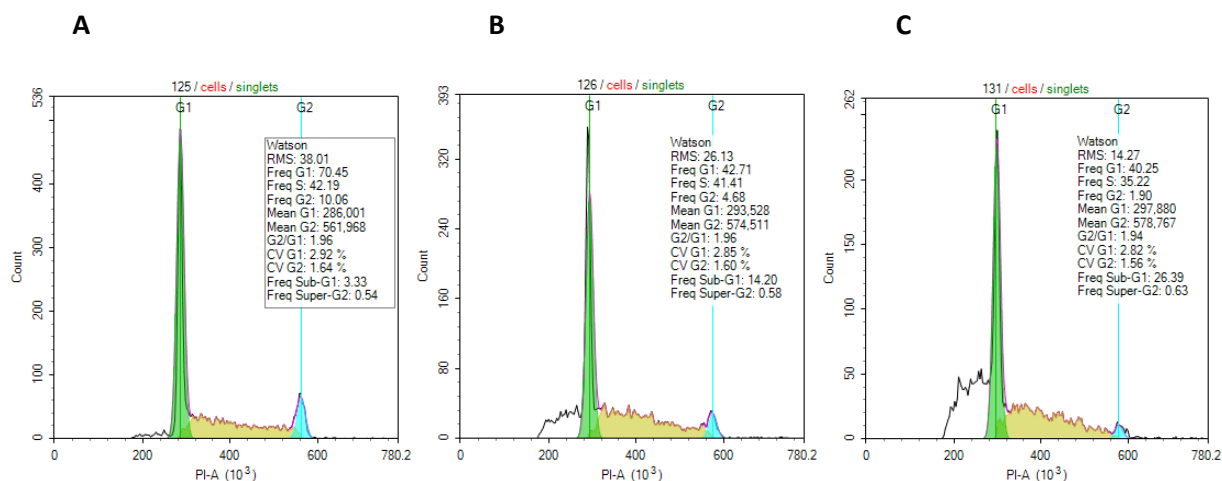 A
B
C
125 / cells / singlets
G1
G2
Watson
RMS: 38.01
Freq G1: 70.45
Freq S: 42.19
Freq G2: 10.06
Mean G1: 286,001
Mean G2: 561,968
G2/G1: 1.96
CV G1: 2.92 %
CV G2: 1.64 %
Freq Sub-G1: 3.33
Freq Super-G2: 0.54
536
400
300
200
100
0
Count
0
200
400
600
780.2
PI-A (10³)
126 / cells / singlets
G1
G2
Watson
RMS: 26.13
Freq G1: 42.71
Freq S: 41.41
Freq G2: 4.68
Mean G1: 293,528
Mean G2: 574,511
G2/G1: 1.96
CV G1: 2.85 %
CV G2: 1.60 %
Freq Sub-G1: 14.20
Freq Super-G2: 0.58
393
320
240
160
80
0
Count
0
200
400
600
780.2
PI-A (10³)
131 / cells / singlets
G1
G2
Watson
RMS: 14.27
Freq G1: 40.25
Freq S: 35.22
Freq G2: 1.90
Mean G1: 297,880
Mean G2: 578,767
G2/G1: 1.94
CV G1: 2.82 %
CV G2: 1.56 %
Freq Sub-G1: 26.39
Freq Super-G2: 0.63
262
200
150
100
50
0
Count
0
200
400
600
780.2
PI-A (10³)